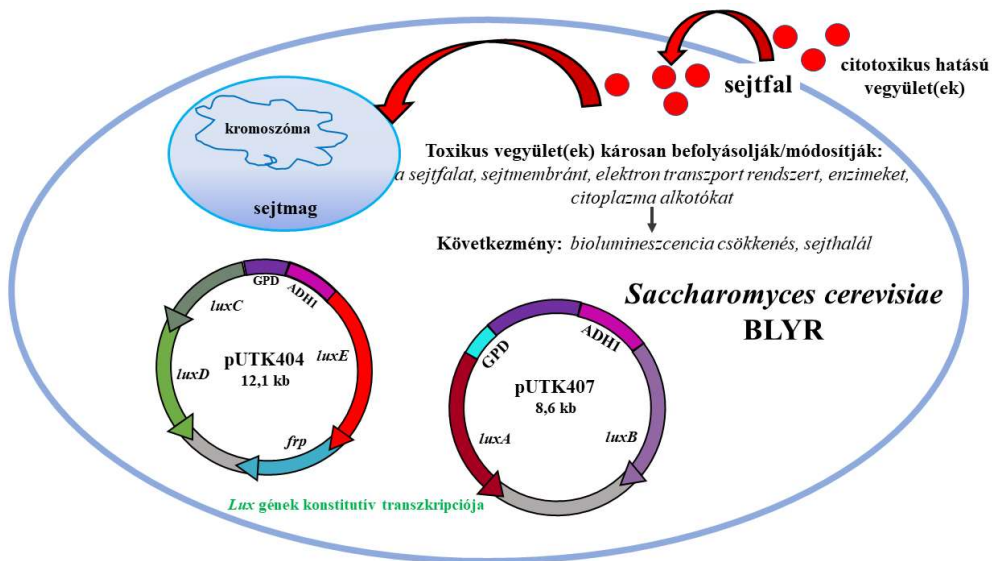 citotoxikus hatású
vegyület(ek)
sejtfal
kromoszóma
sejtmag
Toxikus vegyület(ek) károsan befolyásolják/módosítják:
a sejtfalat, sejtmembránt, elektron transzport rendszert, enzimeket,
citoplazma alkotókat
Következmény: biolumineszcencia csökkenés, sejthalál
Saccharomyces cerevisiae
BLYR
GPD
ADH1
luxC
luxD
luxE
pUTK404
12,1 kb
frp
GPD
ADH1
pUTK407
8,6 kb
luxA
luxB
Lux gének konstitutív transzkripciója